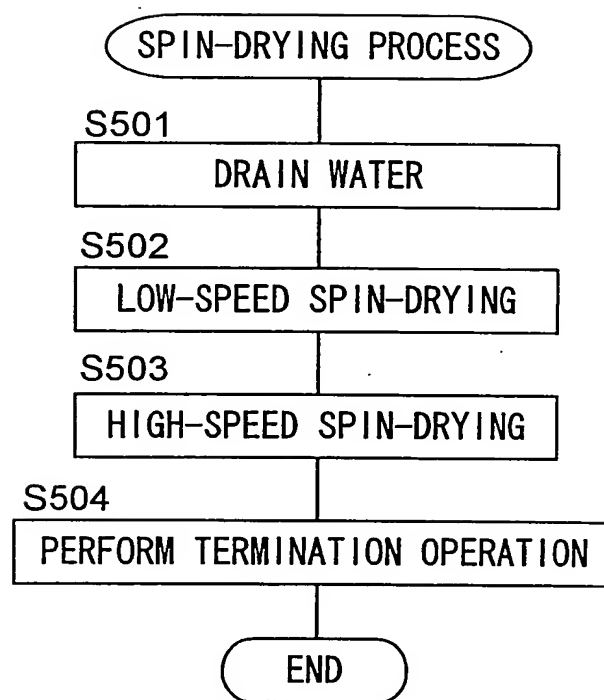 SPIN-DRYING PROCESS
S501
DRAIN WATER
S502
LOW-SPEED SPIN-DRYING
S503
HIGH-SPEED SPIN-DRYING
S504
PERFORM TERMINATION OPERATION
END